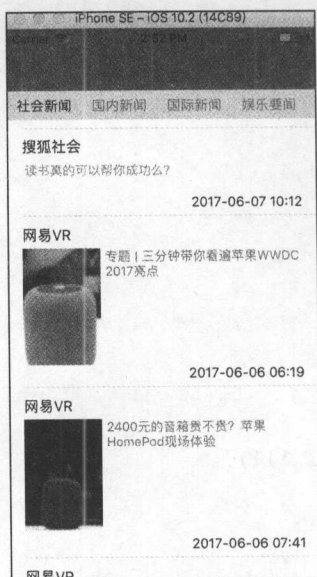 iPhone SE – iOS 10.2 (14C89)
Carrier 2:52 PM
社会新闻 国内新闻 国际新闻 娱乐要闻
搜狐社会
读书真的可以帮你成功么?
2017-06-07 10:12
网易VR
专题 | 三分钟带你看遍苹果WWDC
2017亮点
2017-06-06 06:19
网易VR
2400元的音箱贵不贵? 苹果
HomePod现场体验
2017-06-06 07:41
网易VR